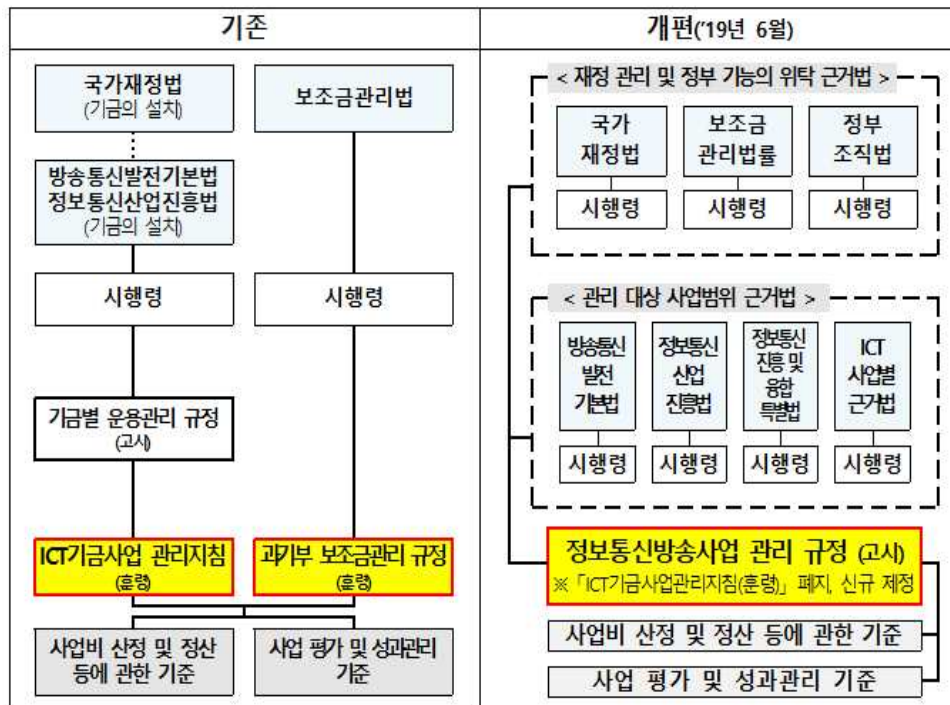 기존
국가재정법
(기금의 설치)
보조금관리법
방송통신발전기본법
정보통신산업진흥법
(기금의 설치)
시행령
시행령
기금별 운용관리 규정
(고시)
ICT기금사업 관리지침
(훈령)
과기부 보조금관리 규정
(훈령)
사업비 산정 및 정산
등에 관한 기준
사업 평가 및 성과관리
기준
개편('19년 6월)
< 재정 관리 및 정부 기능의 위탁 근거법 >
국가
재정법
보조금
관리법률
정부
조직법
시행령
시행령
시행령
< 관리 대상 사업범위 근거법 >
방송통신
발전
기본법
정보통신
산업
진흥법
정보통신
진흥 및
융합
특별법
ICT
사업별
근거법
시행령
시행령
시행령
시행령
정보통신방송사업 관리 규정 (고시)
※「ICT기금사업관리지침(훈령)」 폐지, 신규 제정
사업비 산정 및 정산 등에 관한 기준
사업 평가 및 성과관리 기준